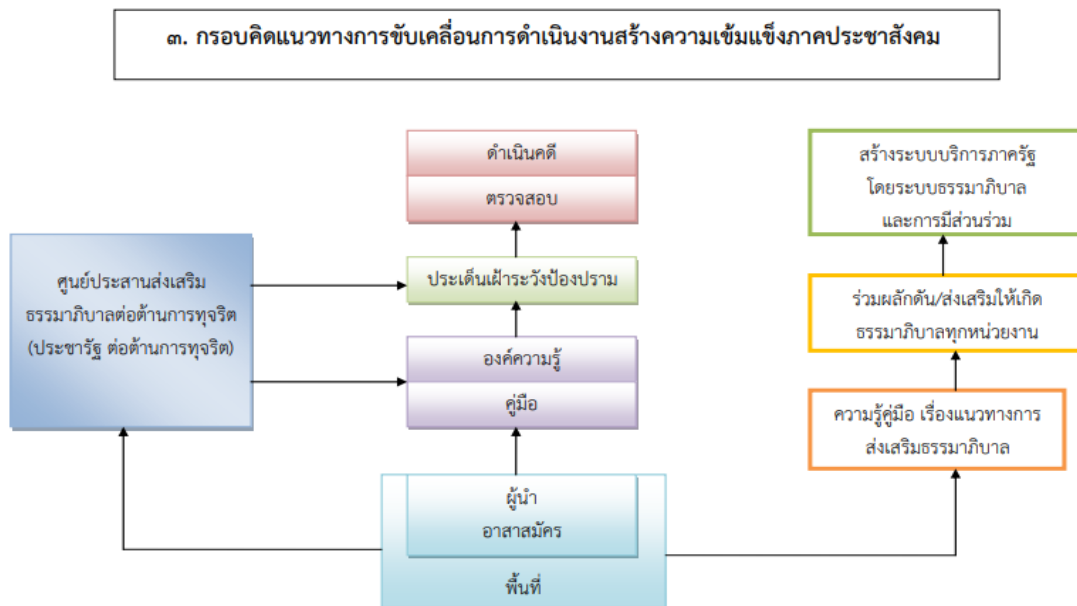 ๓. กรอบคิดแนวทางการขับเคลื่อนการดำเนินงานสร้างความเข้มแข็งภาคประชาสังคม
ดำเนินคดี
ตรวจสอบ
ประเด็นเฝ้าระวังป้องปราม
องค์ความรู้
คู่มือ
ผู้นำ
อาสาสมัคร
พื้นที่
ศูนย์ประสานส่งเสริม
ธรรมาภิบาลต่อต้านการทุจริต
(ประชารัฐ ต่อต้านการทุจริต)
สร้างระบบบริการภาครัฐ
โดยระบบธรรมาภิบาล
และการมีส่วนร่วม
ร่วมผลักดัน/ส่งเสริมให้เกิด
ธรรมาภิบาลทุกหน่วยงาน
ความรู้คู่มือ เรื่องแนวทางการ
ส่งเสริมธรรมาภิบาล